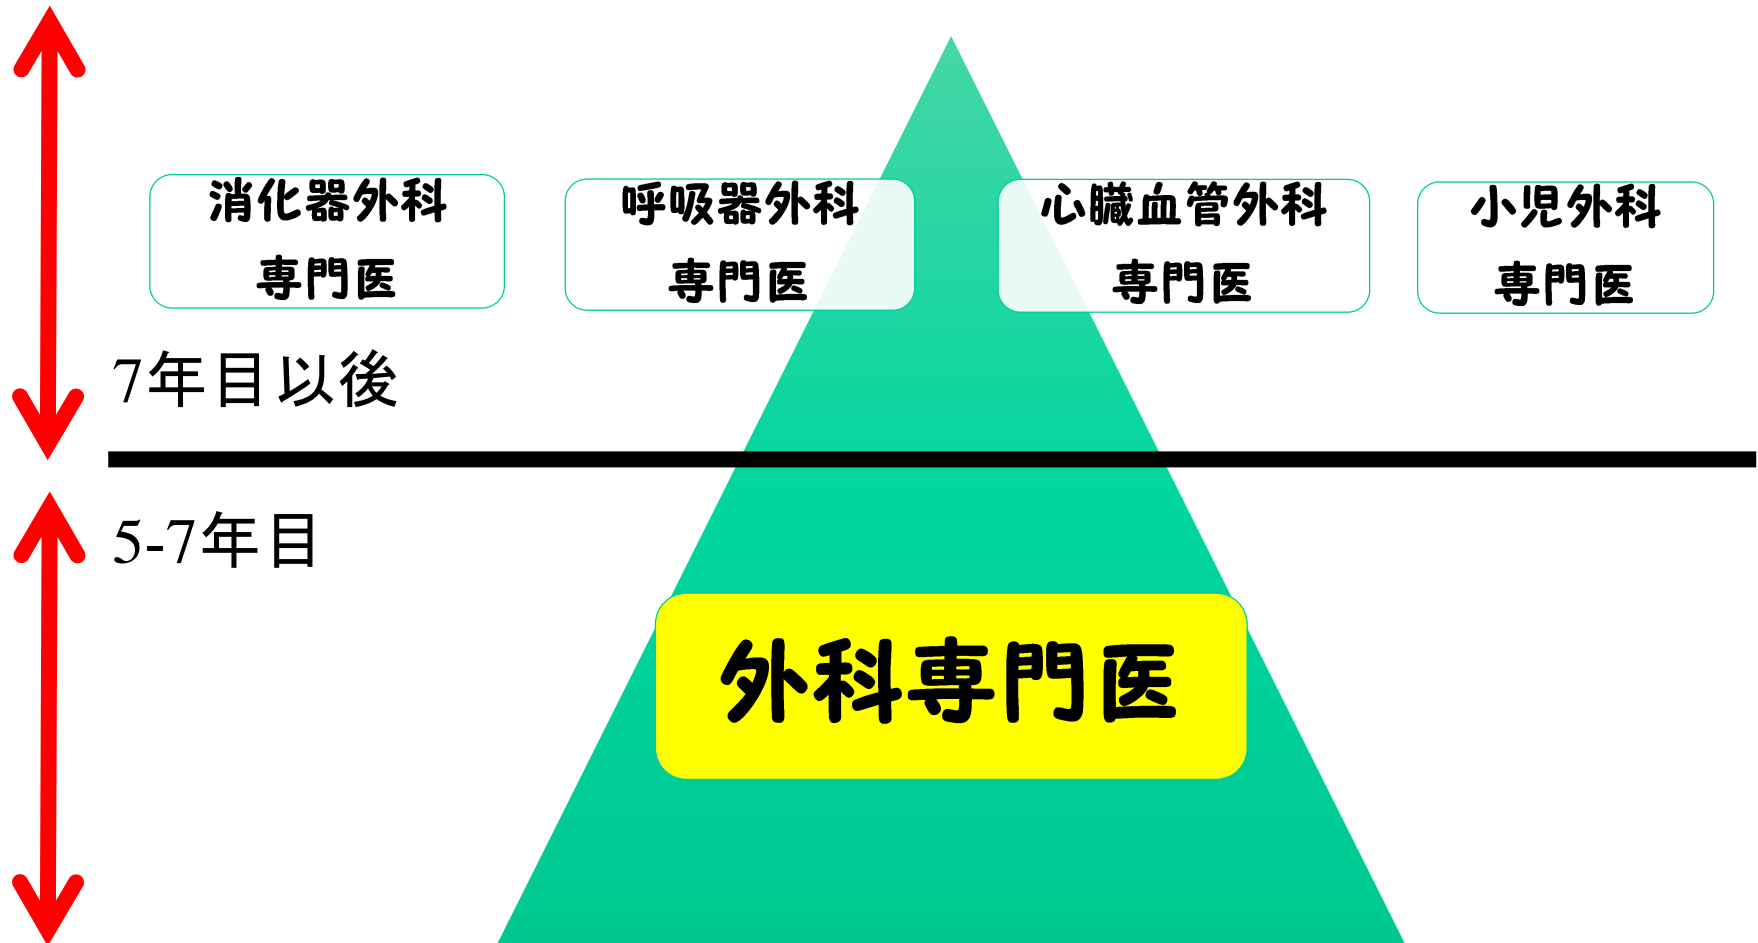 消化器外科
専門医
呼吸器外科
専門医
心臓血管外科
専門医
小児外科
専門医
7年目以後
5-7年目
外科専門医